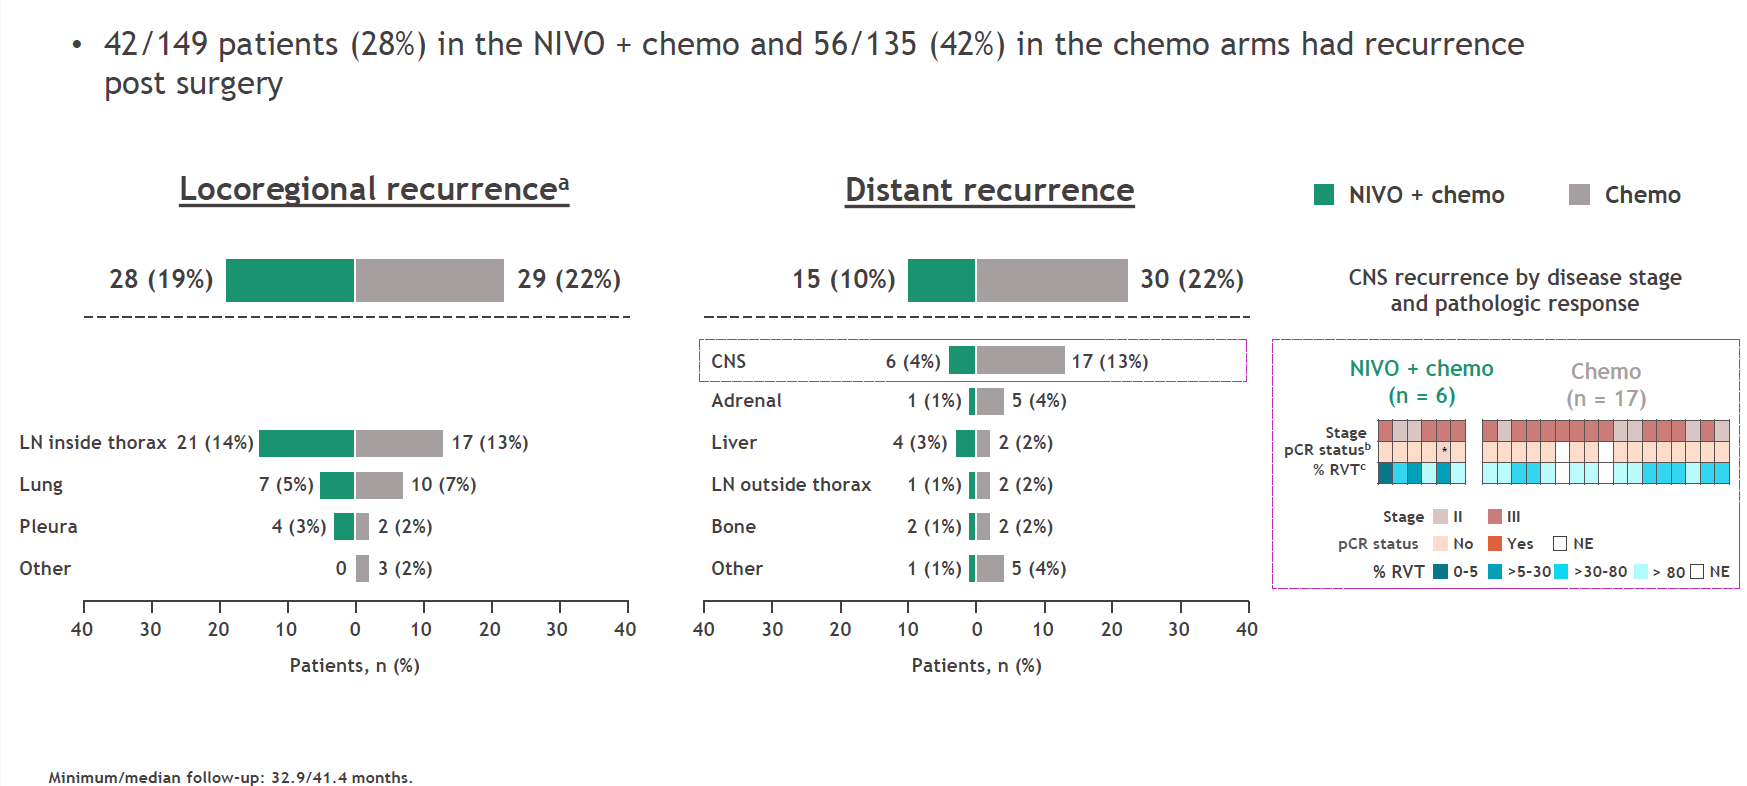 • 42/149 patients (28%) in the NIVO + chemo and 56/135 (42%) in the chemo arms had recurrence
post surgery
Locoregional recurrenceᵃ
28 (19%) 29 (22%)
LN inside thorax 21 (14%) 17 (13%)
Lung 7 (5%) 10 (7%)
Pleura 4 (3%) 2 (2%)
Other 0 3 (2%)
40 30 20 10 0 10 20 30 40
Patients, n (%)
Distant recurrence
15 (10%) 30 (22%)
CNS 6 (4%) 17 (13%)
Adrenal 1 (1%) 5 (4%)
Liver 4 (3%) 2 (2%)
LN outside thorax 1 (1%) 2 (2%)
Bone 2 (1%) 2 (2%)
Other 1 (1%) 5 (4%)
40 30 20 10 0 10 20 30 40
Patients, n (%)
NIVO + chemo Chemo
CNS recurrence by disease stage
and pathologic response
NIVO + chemo
(n = 6)
Chemo
(n = 17)
Stage
pCR statusᵇ *
% RVTᶜ
Stage II III
pCR status No Yes NE
% RVT 0-5 >5-30 >30-80 > 80 NE
Minimum/median follow-up: 32.9/41.4 months.